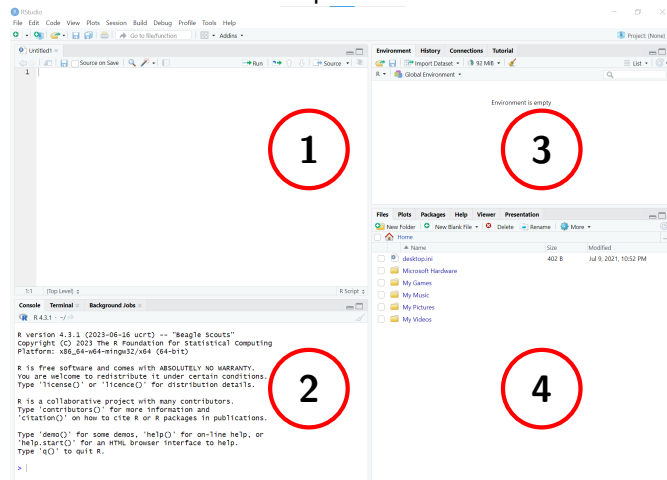 RStudio
File Edit Code View Plots Session Build Debug Profile Tools Help
Go to file/function Addins Project: (None)
Untitled1
Source on Save Run Source
1
1
1:1 (Top Level) R Script
Console Terminal Background Jobs
R 4.3.1 · ~/
R version 4.3.1 (2023-06-16 ucrt) -- "Beagle Scouts"
Copyright (C) 2023 The R Foundation for Statistical Computing
Platform: x86_64-w64-mingw32/x64 (64-bit)
R is free software and comes with ABSOLUTELY NO WARRANTY.
You are welcome to redistribute it under certain conditions.
Type 'license()' or 'licence()' for distribution details.
R is a collaborative project with many contributors.
Type 'contributors()' for more information and
'citation()' on how to cite R or R packages in publications.
Type 'demo()' for some demos, 'help()' for on-line help, or
'help.start()' for an HTML browser interface to help.
Type 'q()' to quit R.
>
2
Environment History Connections Tutorial
Import Dataset 92 MiB List
R Global Environment
Environment is empty
3
Files Plots Packages Help Viewer Presentation
New Folder New Blank File Delete Rename More
Home
Name Size Modified
desktop.ini 402 B Jul 9, 2021, 10:52 PM
Microsoft Hardware
My Games
My Music
My Pictures
My Videos
4